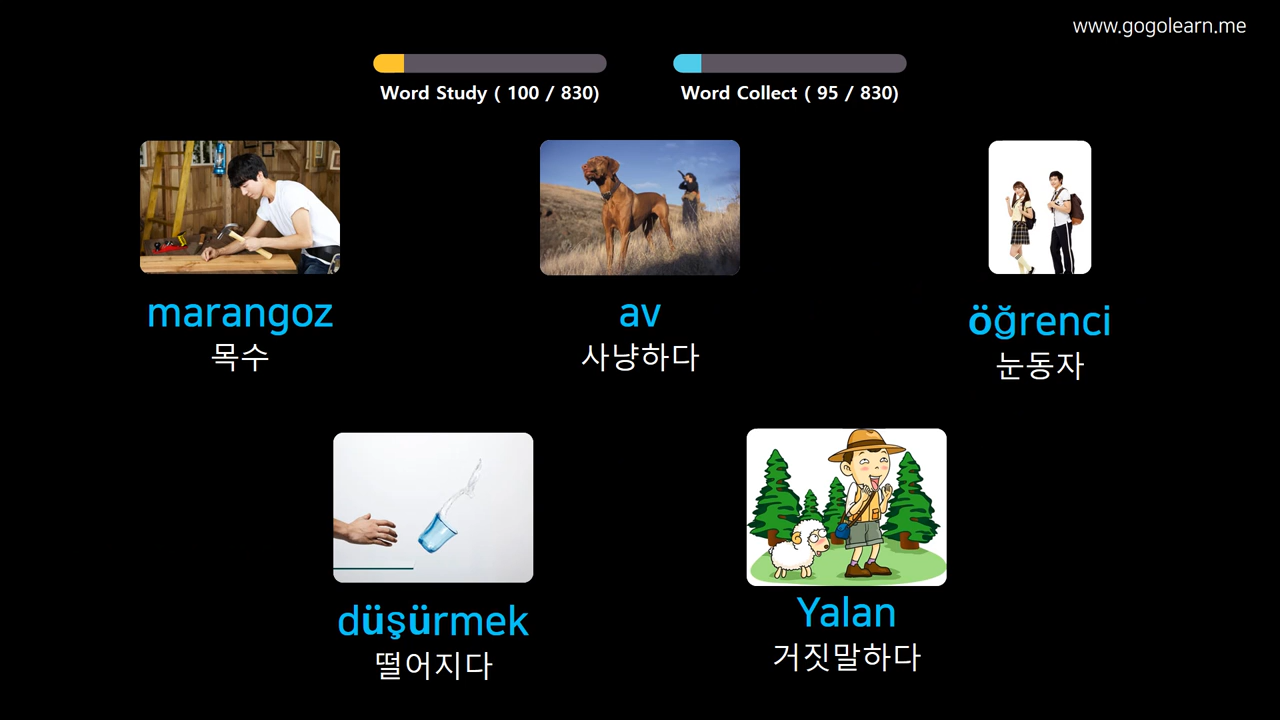 www.gogolearn.me
Word Study ( 100 / 830)
Word Collect ( 95 / 830)
marangoz
목수
av
사냥하다
öğrenci
눈동자
düşürmek
떨어지다
Yalan
거짓말하다